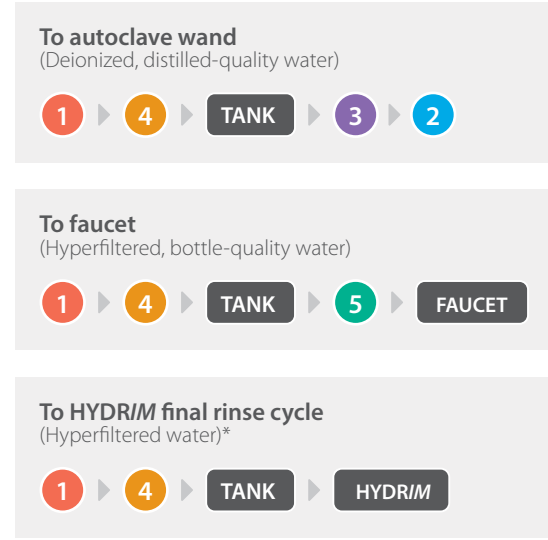 To autoclave wand
(Deionized, distilled-quality water)
1 4 TANK 3 2
To faucet
(Hyperfiltered, bottle-quality water)
1 4 TANK 5 FAUCET
To HYDRIM final rinse cycle
(Hyperfiltered water)*
1 4 TANK HYDRIM